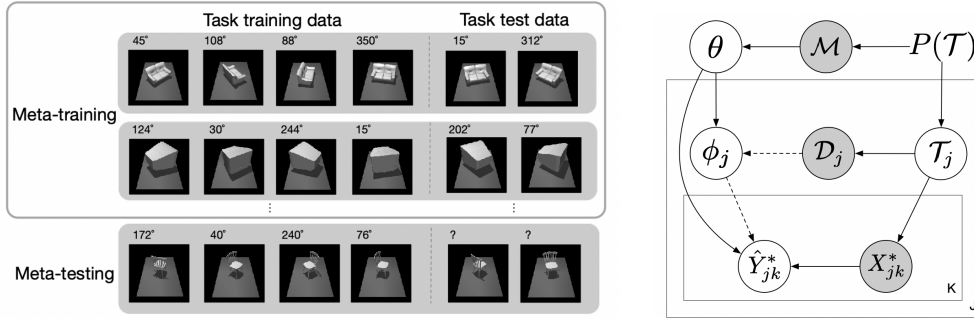 Task training data Task test data
45° 108° 88° 350° 15° 312°
Meta-training
124° 30° 244° 15° 202° 77°
⋮ ⋮
172° 40° 240° 76° ? ?
Meta-testing
θ ℳ P(𝒯)
ϕⱼ 𝒟ⱼ 𝒯ⱼ
Ŷ*ⱼₖ X*ⱼₖ
K
J